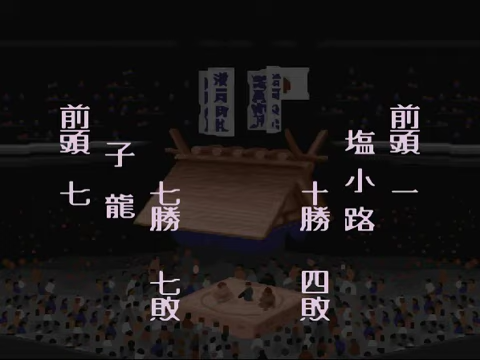 前頭 一
塩小路
十勝 四敗
前頭 七
子龍
七勝 七敗